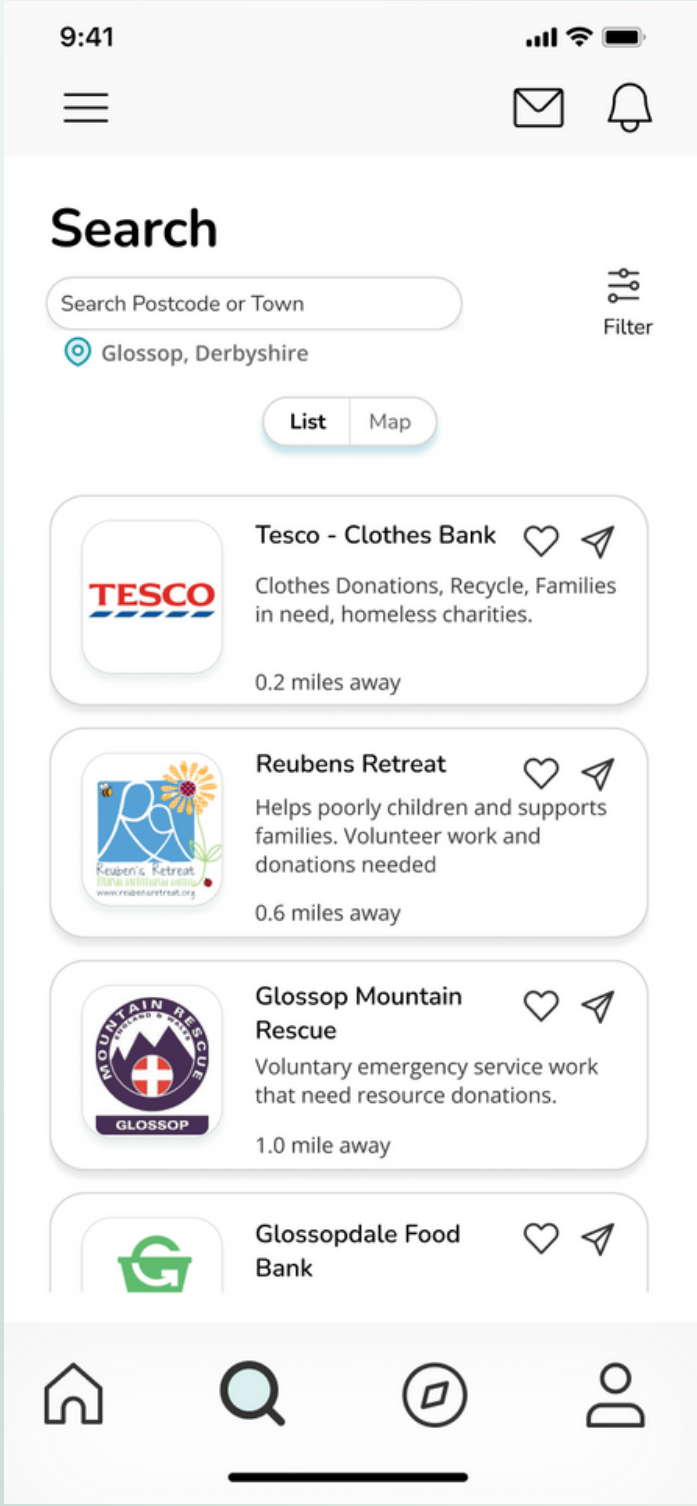 9:41
Search
Search Postcode or Town
Filter
Glossop, Derbyshire
List
Map
TESCO
Tesco - Clothes Bank
Clothes Donations, Recycle, Families
in need, homeless charities.
0.2 miles away
Reuben's Retreat
www.reubensretreat.org
Reubens Retreat
Helps poorly children and supports
families. Volunteer work and
donations needed
0.6 miles away
MOUNTAIN RESCUE
ENGLAND & WALES
GLOSSOP
Glossop Mountain
Rescue
Voluntary emergency service work
that need resource donations.
1.0 mile away
Glossopdale Food
Bank